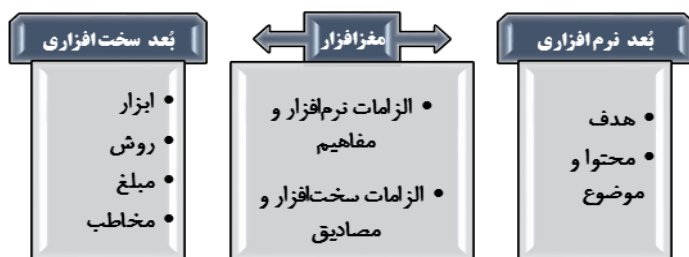 بُعد نرم‌افزاری
• هدف
• محتوا و
موضوع
مغزافزار
• الزامات نرم‌افزار و
مفاهیم
• الزامات سخت‌افزار و
مصادیق
بُعد سخت‌افزاری
• ابزار
• روش
• مبلغ
• مخاطب